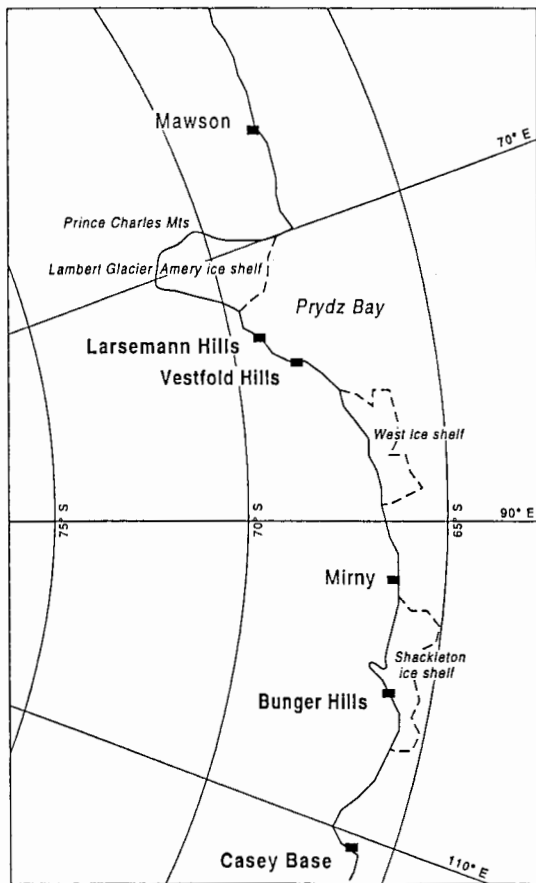 Mawson
70° E
Prince Charles Mts
Lambert Glacier Amery ice shelf
Prydz Bay
Larsemann Hills
Vestfold Hills
West ice shelf
75° S
70° S
65° S
90° E
Mirny
Shackleton
ice shelf
Bunger Hills
Casey Base
110° E